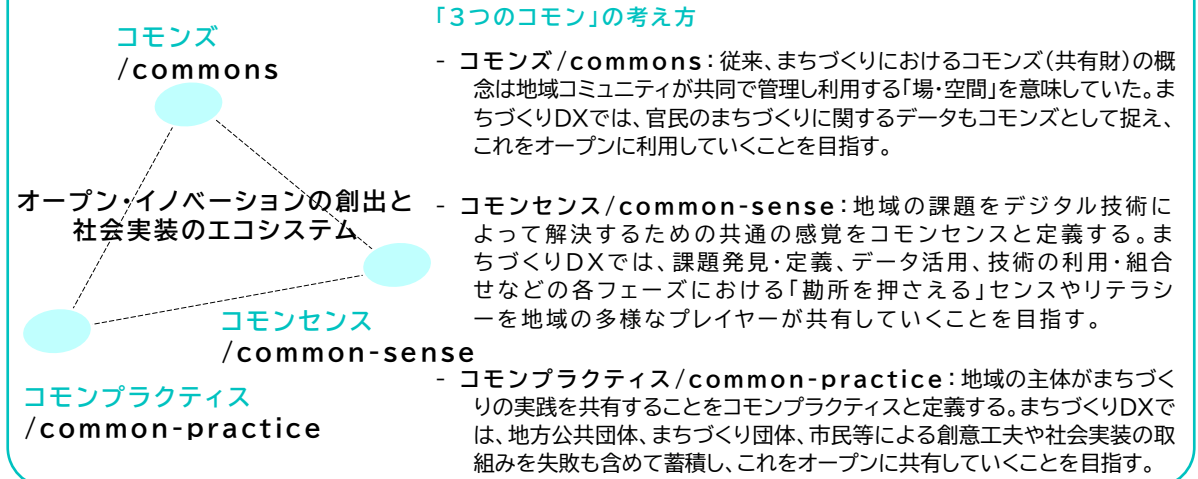 コモンズ
/commons
オープン・イノベーションの創出と
社会実装のエコシステム
コモンセンス
/common-sense
コモンプラクティス
/common-practice
「3つのコモン」の考え方
- コモンズ/commons：従来、まちづくりにおけるコモンズ（共有財）の概
念は地域コミュニティが共同で管理し利用する「場・空間」を意味していた。ま
ちづくりDXでは、官民のまちづくりに関するデータもコモンズとして捉え、
これをオープンに利用していくことを目指す。
- コモンセンス/common-sense：地域の課題をデジタル技術に
よって解決するための共通の感覚をコモンセンスと定義する。ま
ちづくりDXでは、課題発見・定義、データ活用、技術の利用・組合
せなどの各フェーズにおける「勘所を押さえる」センスやリテラシ
ーを地域の多様なプレイヤーが共有していくことを目指す。
- コモンプラクティス/common-practice：地域の主体がまちづく
りの実践を共有することをコモンプラクティスと定義する。まちづくりDXで
は、地方公共団体、まちづくり団体、市民等による創意工夫や社会実装の取
組みを失敗も含めて蓄積し、これをオープンに共有していくことを目指す。